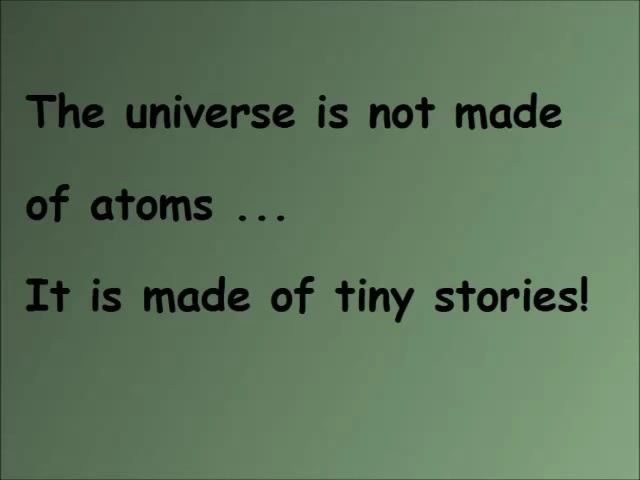 The universe is not made
of atoms ...
It is made of tiny stories!